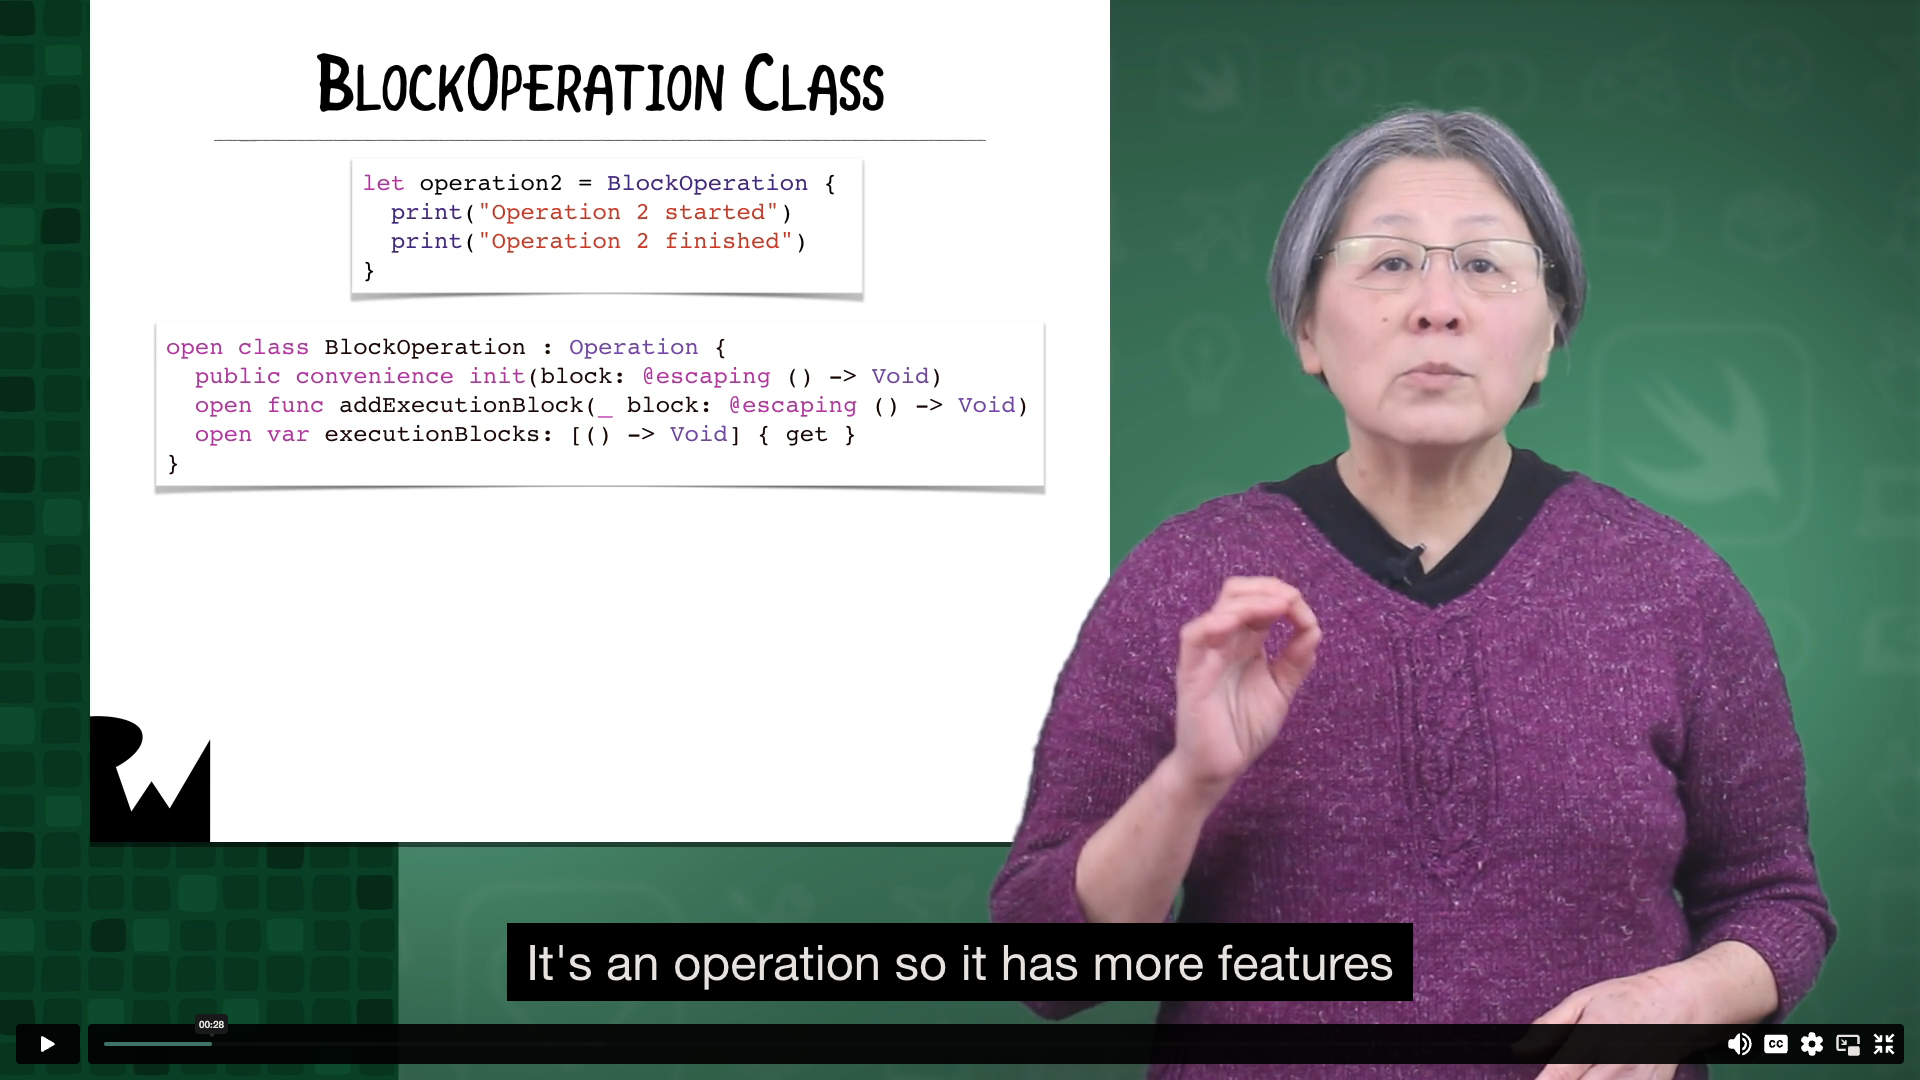 BLOCKOPERATION CLASS
let operation2 = BlockOperation {
print("Operation 2 started")
print("Operation 2 finished")
}
open class BlockOperation : Operation {
public convenience init(block: @escaping () -> Void)
open func addExecutionBlock(_ block: @escaping () -> Void)
open var executionBlocks: [() -> Void] { get }
}
RW
It's an operation so it has more features
00:28
CC